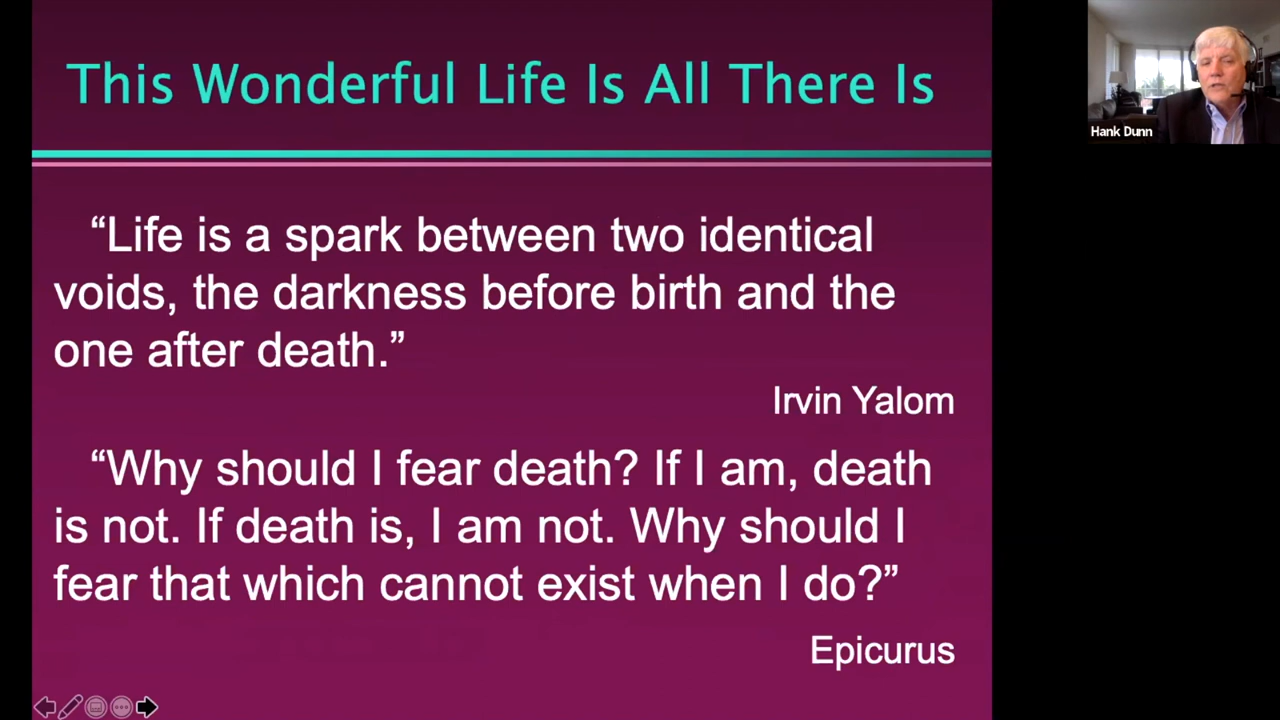 This Wonderful Life Is All There Is
“Life is a spark between two identical
voids, the darkness before birth and the
one after death.”
Irvin Yalom
“Why should I fear death? If I am, death
is not. If death is, I am not. Why should I
fear that which cannot exist when I do?”
Epicurus
Hank Dunn